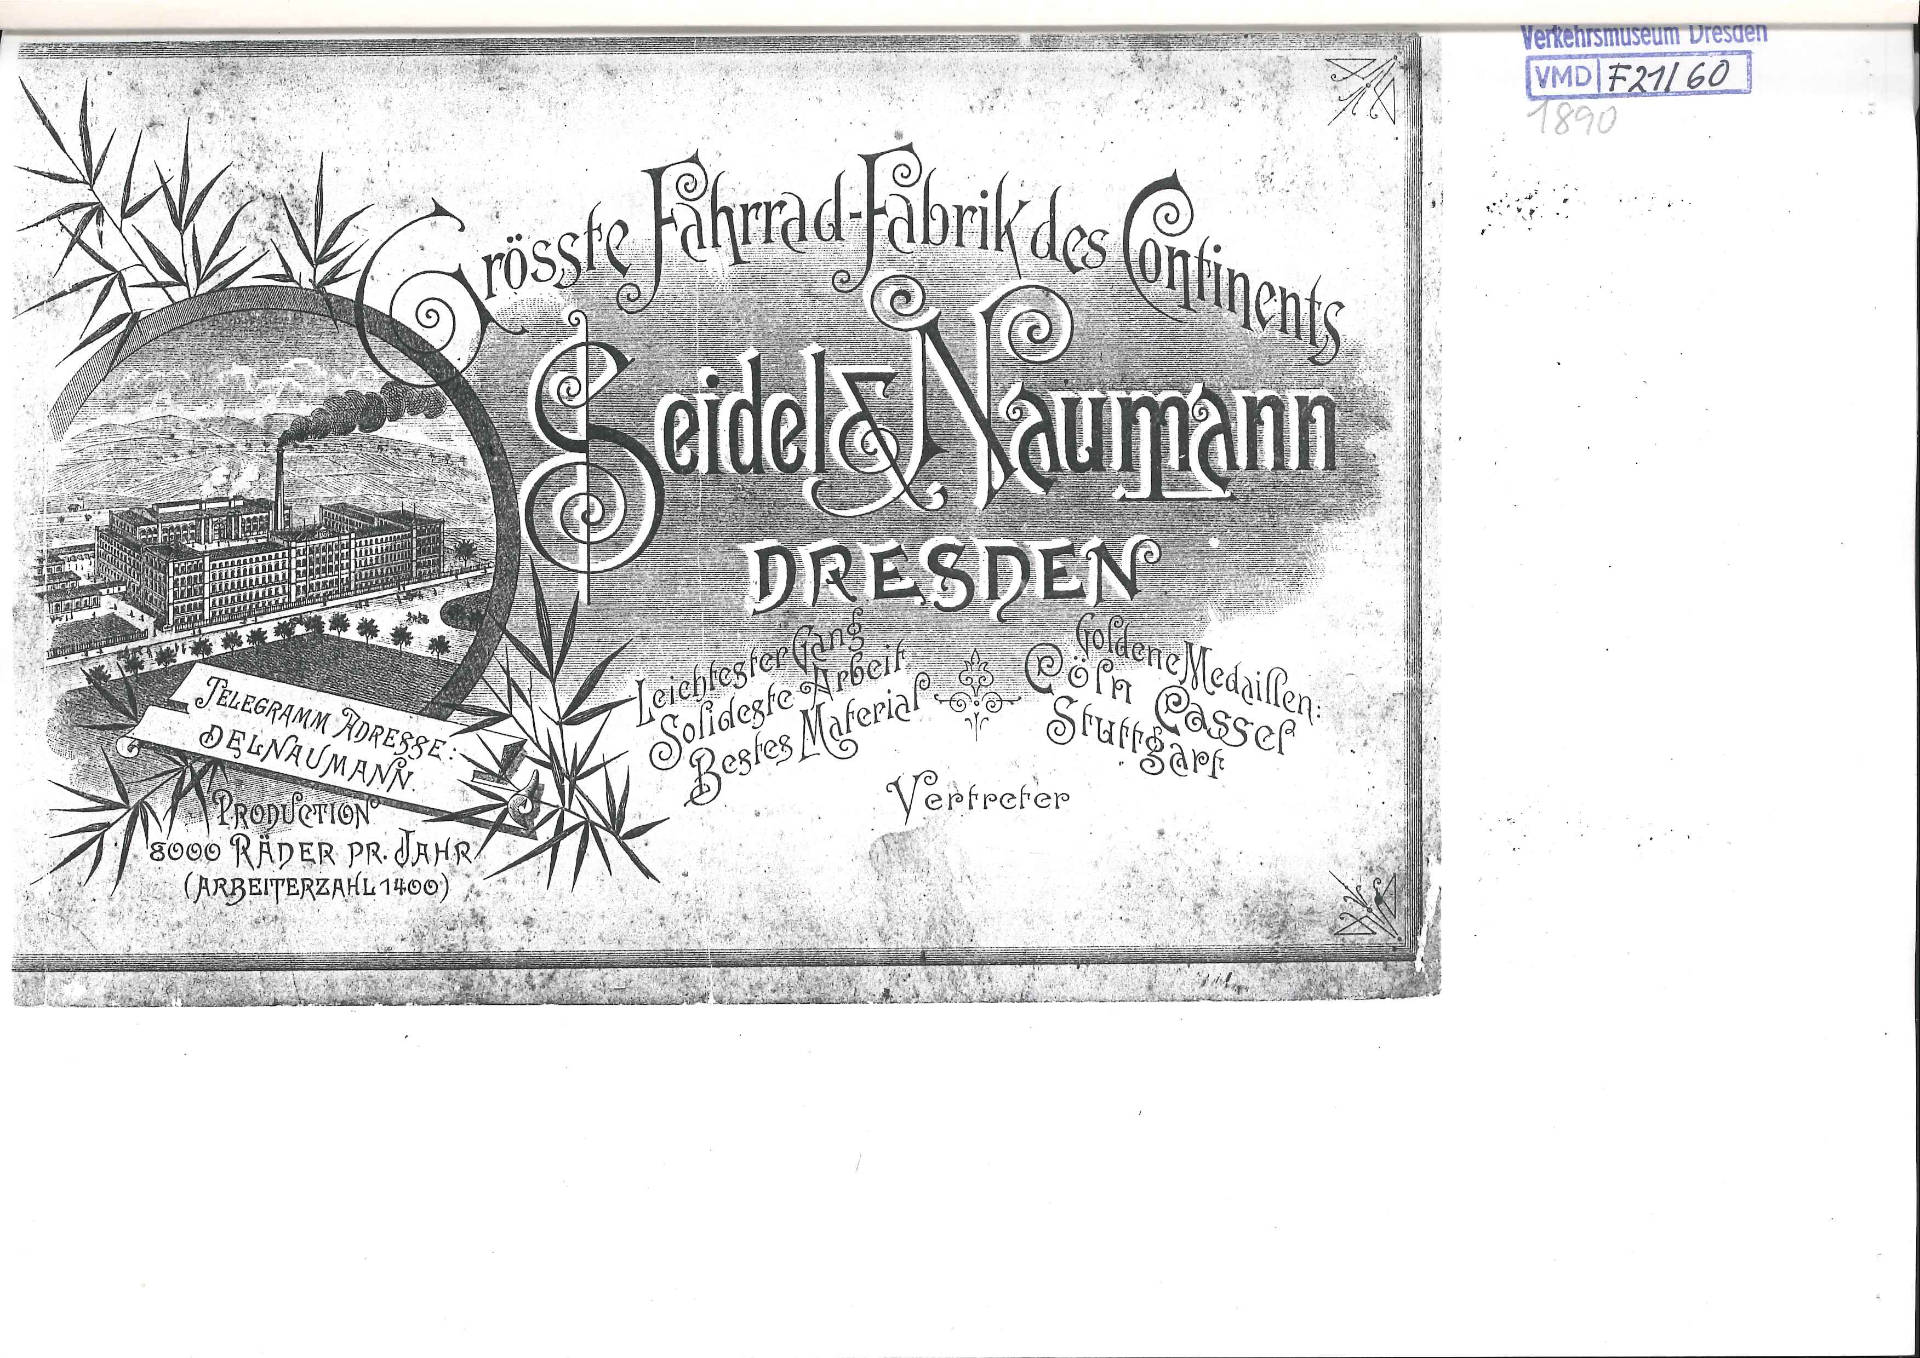 Verkehrsmuseum Dresden
VMD F21/60
1890
Grösste Fahrrad-Fabrik des Continents
Seidel & Naumann
DRESDEN
Leichtester Gang
Solideste Arbeit
Bestes Material
Goldene Medaillen:
Cöln Cassel
Stuttgart
Vertreter
TELEGRAMM ADRESSE:
DELNAUMANN.
PRODUCTION
8000 RÄDER PR. JAHR
(ARBEITERZAHL 1400)